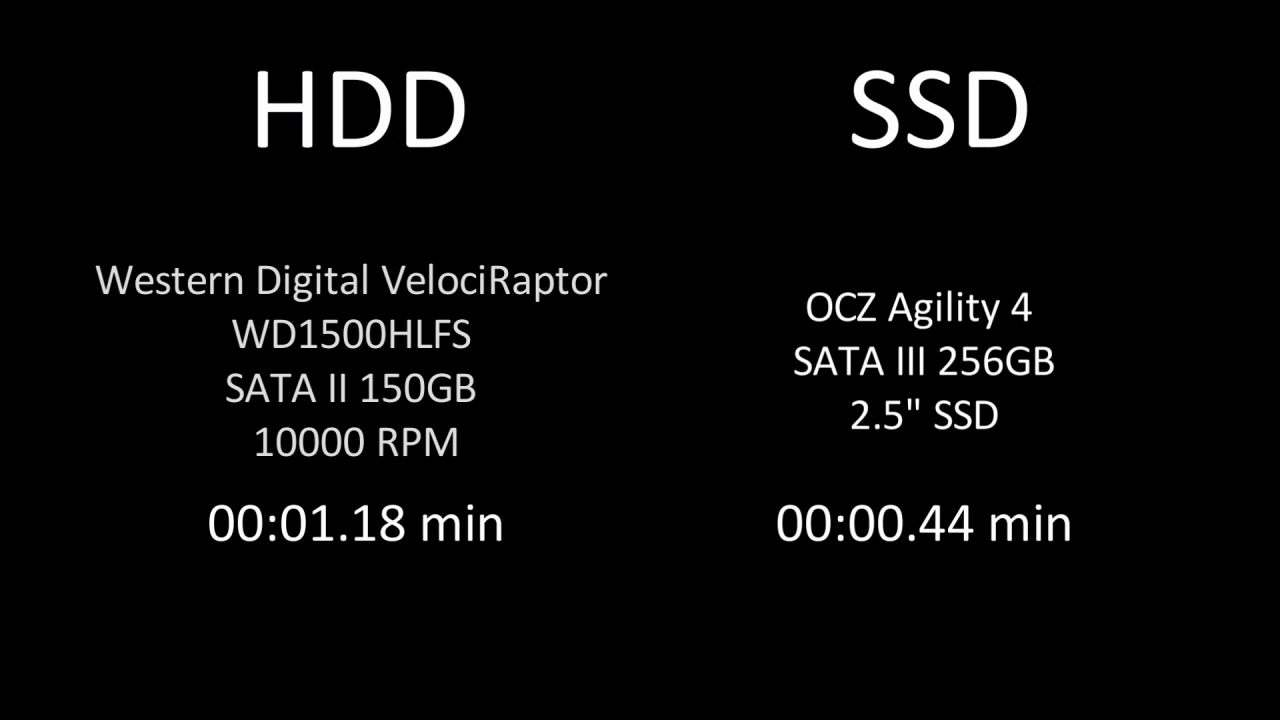 HDD
Western Digital VelociRaptor
WD1500HLFS
SATA II 150GB
10000 RPM
00:01.18 min
SSD
OCZ Agility 4
SATA III 256GB
2.5" SSD
00:00.44 min